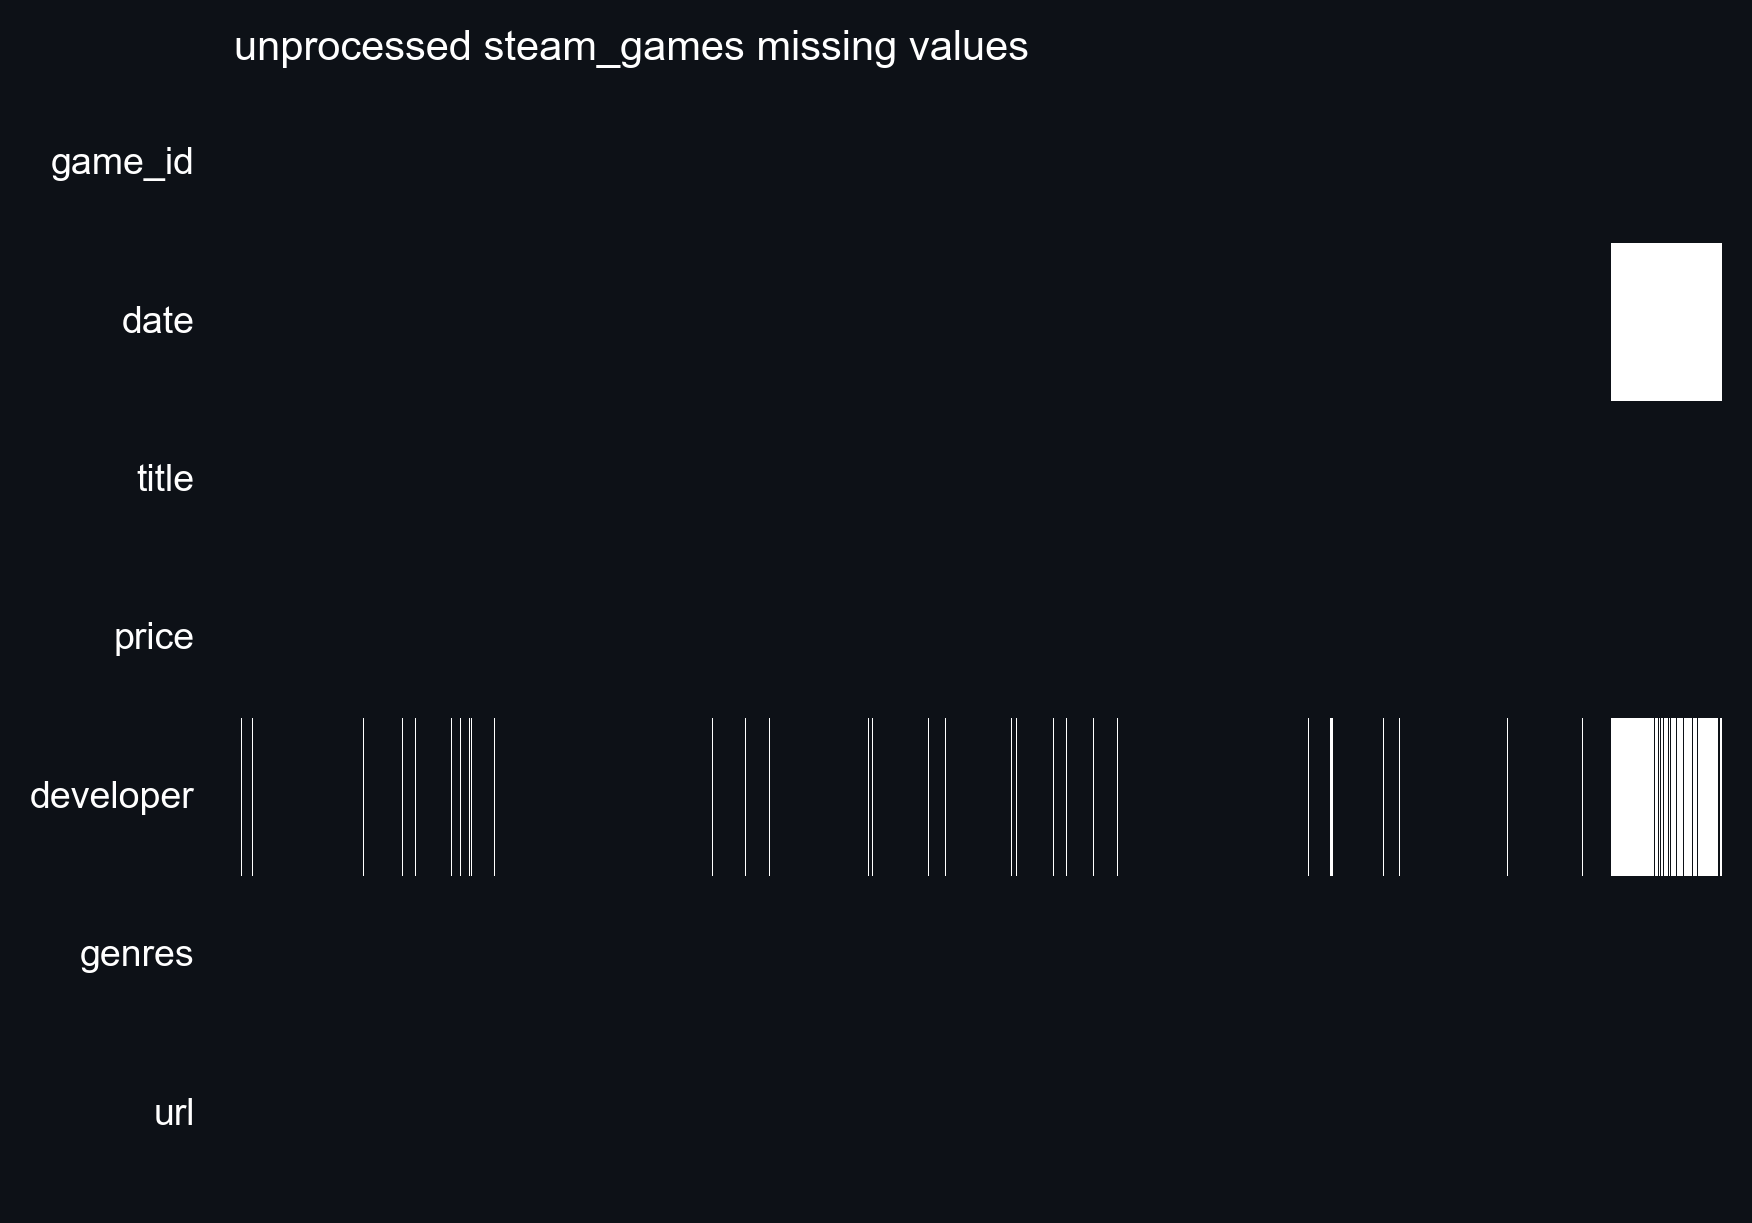 unprocessed steam_games missing values
game_id
date
title
price
developer
genres
url